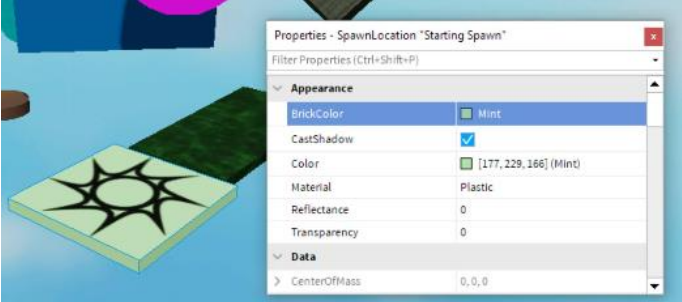 Properties - SpawnLocation "Starting Spawn"
x
Filter Properties (Ctrl+Shift+P)
Appearance
BrickColor Mint
CastShadow
Color [177, 229, 166] (Mint)
Material Plastic
Reflectance 0
Transparency 0
Data
CenterOfMass 0, 0, 0